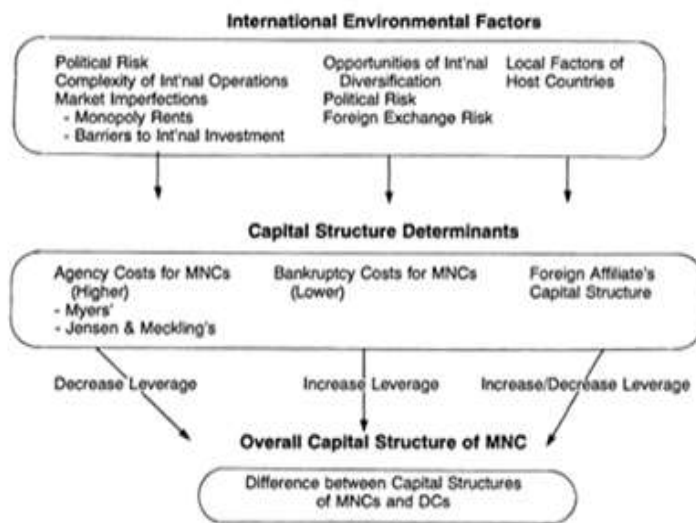 International Environmental Factors
Political Risk
Complexity of Int'nal Operations
Market Imperfections
- Monopoly Rents
- Barriers to Int'nal Investment
Opportunities of Int'nal
Diversification
Political Risk
Foreign Exchange Risk
Local Factors of
Host Countries
Capital Structure Determinants
Agency Costs for MNCs
(Higher)
- Myers'
- Jensen & Meckling's
Bankruptcy Costs for MNCs
(Lower)
Foreign Affiliate's
Capital Structure
Decrease Leverage
Increase Leverage
Increase/Decrease Leverage
Overall Capital Structure of MNC
Difference between Capital Structures
of MNCs and DCs